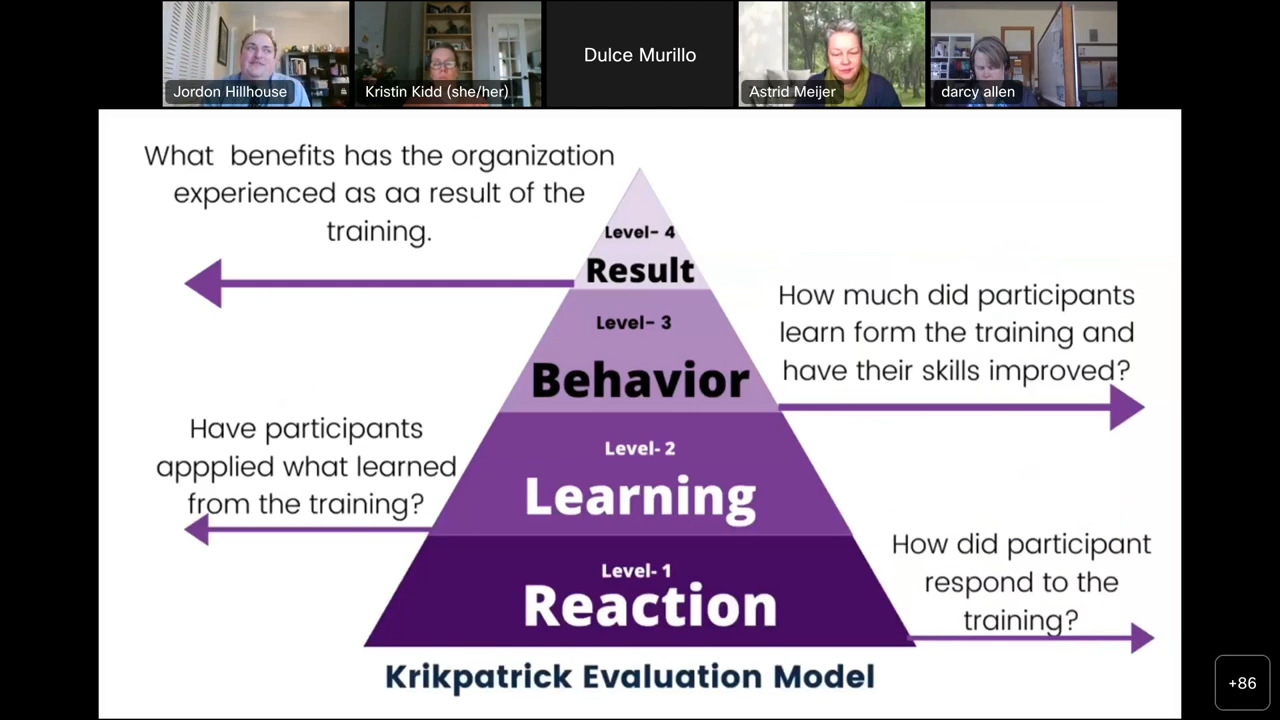 Jordon Hillhouse
Kristin Kidd (she/her)
Dulce Murillo
Astrid Meijer
darcy allen
What benefits has the organization
experienced as aa result of the
training.
Level- 4
Result
Level- 3
Behavior
How much did participants
learn form the training and
have their skills improved?
Have participants
appplied what learned
from the training?
Level- 2
Learning
How did participant
respond to the
training?
Level- 1
Reaction
Krikpatrick Evaluation Model
+86